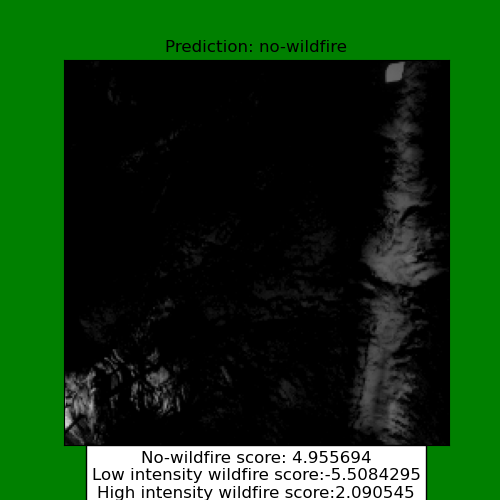 Prediction: no-wildfire
No-wildfire score: 4.955694
Low intensity wildfire score:-5.5084295
High intensity wildfire score:2.090545